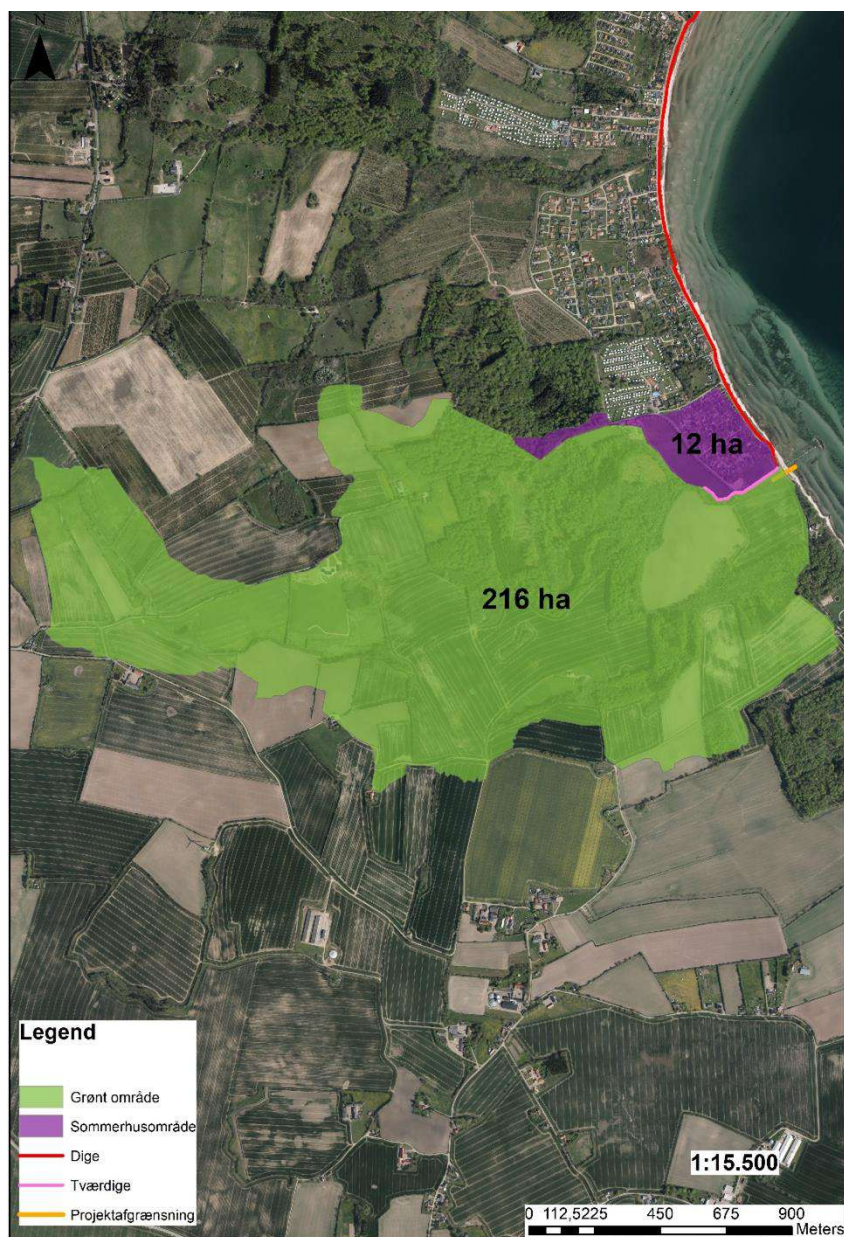 N
12 ha
216 ha
Legend
Grønt område
Sommerhusområde
Dige
Tværdige
Projektafgrænsning
1:15.500
0 112,5225 450 675 900
Meters